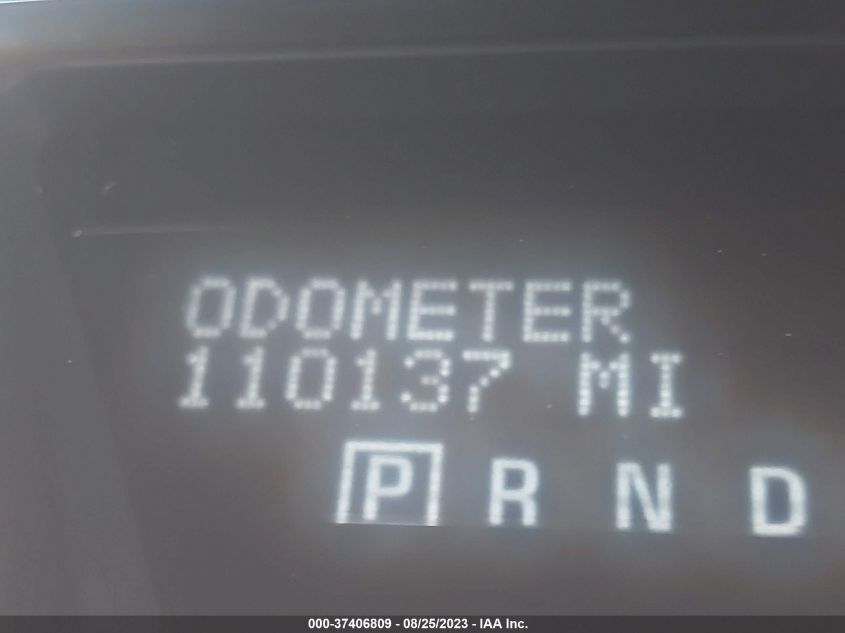 ODOMETER
110137 MI
P R N D
000-37406809 - 08/25/2023 - IAA Inc.